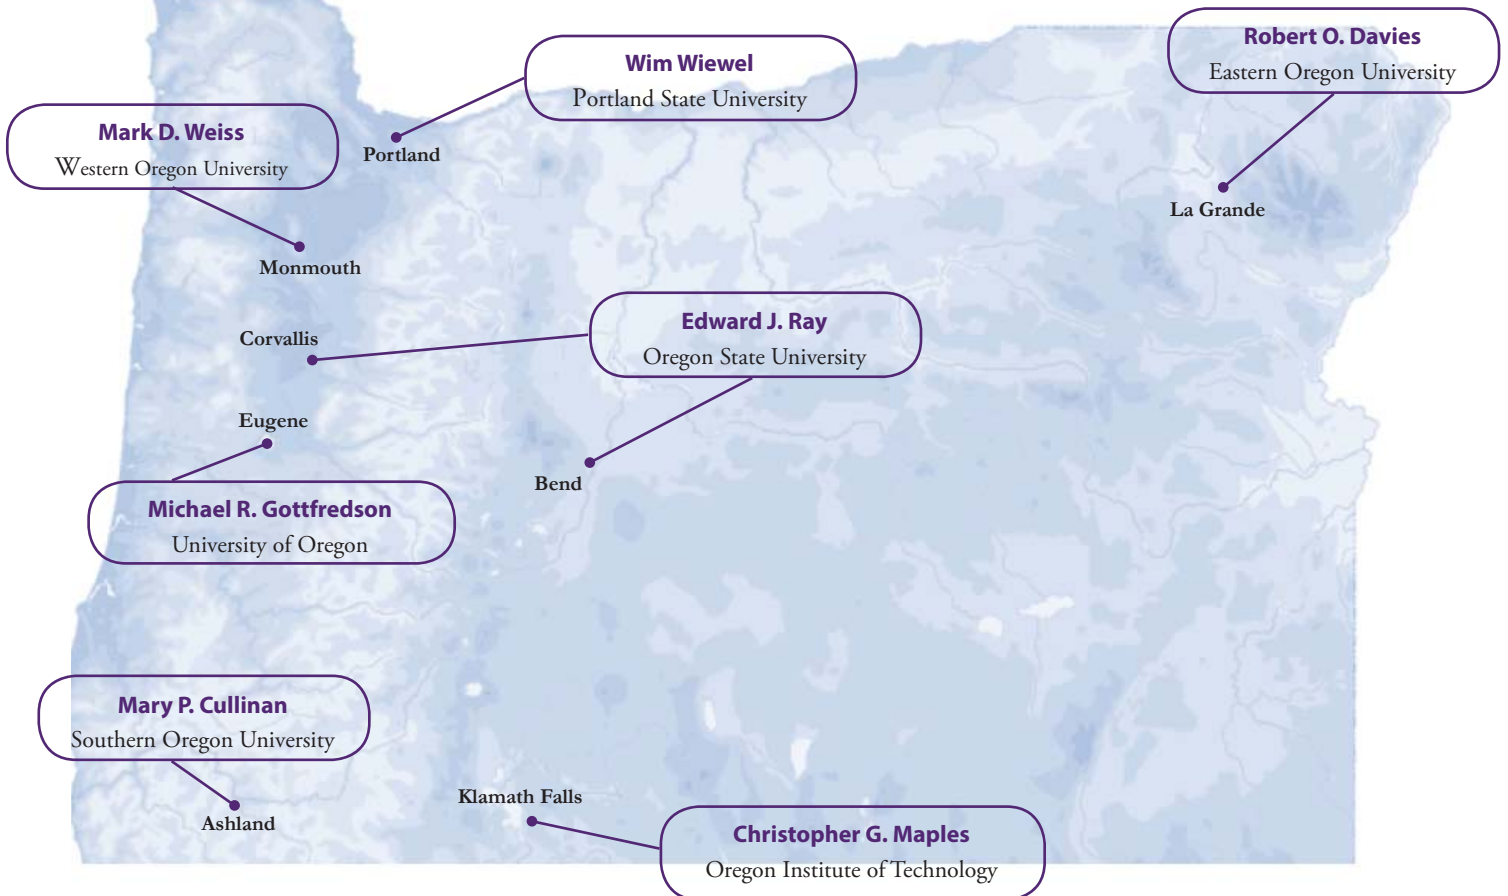 Robert O. Davies
Eastern Oregon University
Wim Wiewel
Portland State University
Mark D. Weiss
Western Oregon University
Portland
La Grande
Monmouth
Edward J. Ray
Oregon State University
Corvallis
Eugene
Bend
Michael R. Gottfredson
University of Oregon
Mary P. Cullinan
Southern Oregon University
Ashland
Klamath Falls
Christopher G. Maples
Oregon Institute of Technology